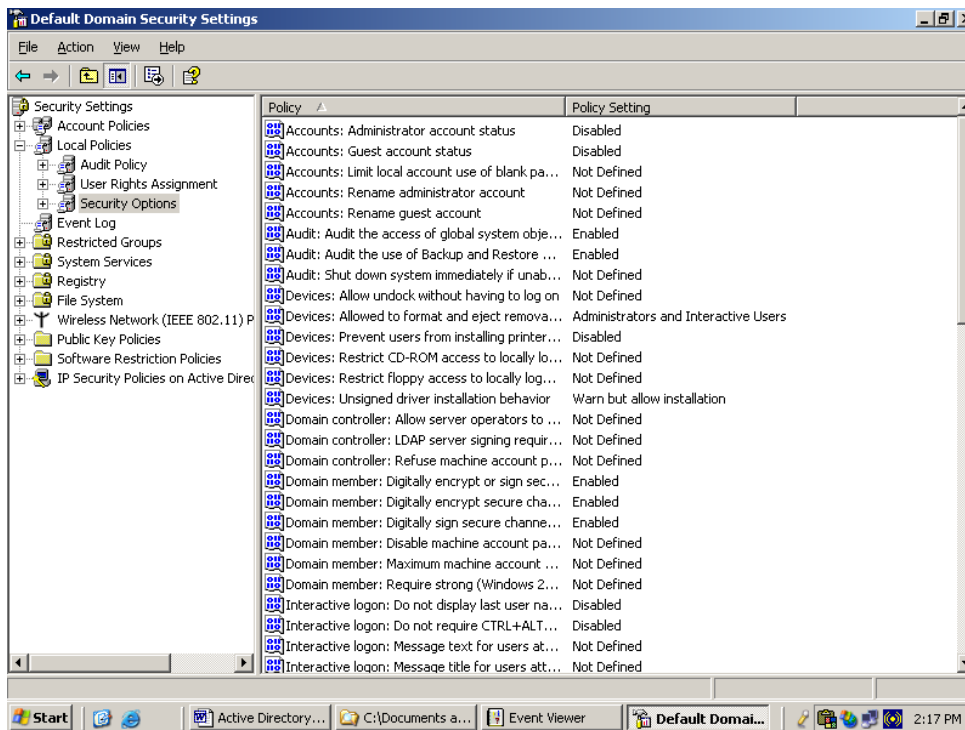 Default Domain Security Settings
File Action View Help
Security Settings
Account Policies
Local Policies
Audit Policy
User Rights Assignment
Security Options
Event Log
Restricted Groups
System Services
Registry
File System
Wireless Network (IEEE 802.11) P
Public Key Policies
Software Restriction Policies
IP Security Policies on Active Direc
Policy Policy Setting
Accounts: Administrator account status Disabled
Accounts: Guest account status Disabled
Accounts: Limit local account use of blank pa... Not Defined
Accounts: Rename administrator account Not Defined
Accounts: Rename guest account Not Defined
Audit: Audit the access of global system obje... Enabled
Audit: Audit the use of Backup and Restore ... Enabled
Audit: Shut down system immediately if unab... Not Defined
Devices: Allow undock without having to log on Not Defined
Devices: Allowed to format and eject remova... Administrators and Interactive Users
Devices: Prevent users from installing printer... Disabled
Devices: Restrict CD-ROM access to locally lo... Not Defined
Devices: Restrict floppy access to locally log... Not Defined
Devices: Unsigned driver installation behavior Warn but allow installation
Domain controller: Allow server operators to ... Not Defined
Domain controller: LDAP server signing requir... Not Defined
Domain controller: Refuse machine account p... Not Defined
Domain member: Digitally encrypt or sign sec... Enabled
Domain member: Digitally encrypt secure cha... Enabled
Domain member: Digitally sign secure channe... Enabled
Domain member: Disable machine account pa... Not Defined
Domain member: Maximum machine account ... Not Defined
Domain member: Require strong (Windows 2... Not Defined
Interactive logon: Do not display last user na... Disabled
Interactive logon: Do not require CTRL+ALT... Disabled
Interactive logon: Message text for users at... Not Defined
Interactive logon: Message title for users att... Not Defined
Start Active Directory... C:\Documents a... Event Viewer Default Domai... 2:17 PM